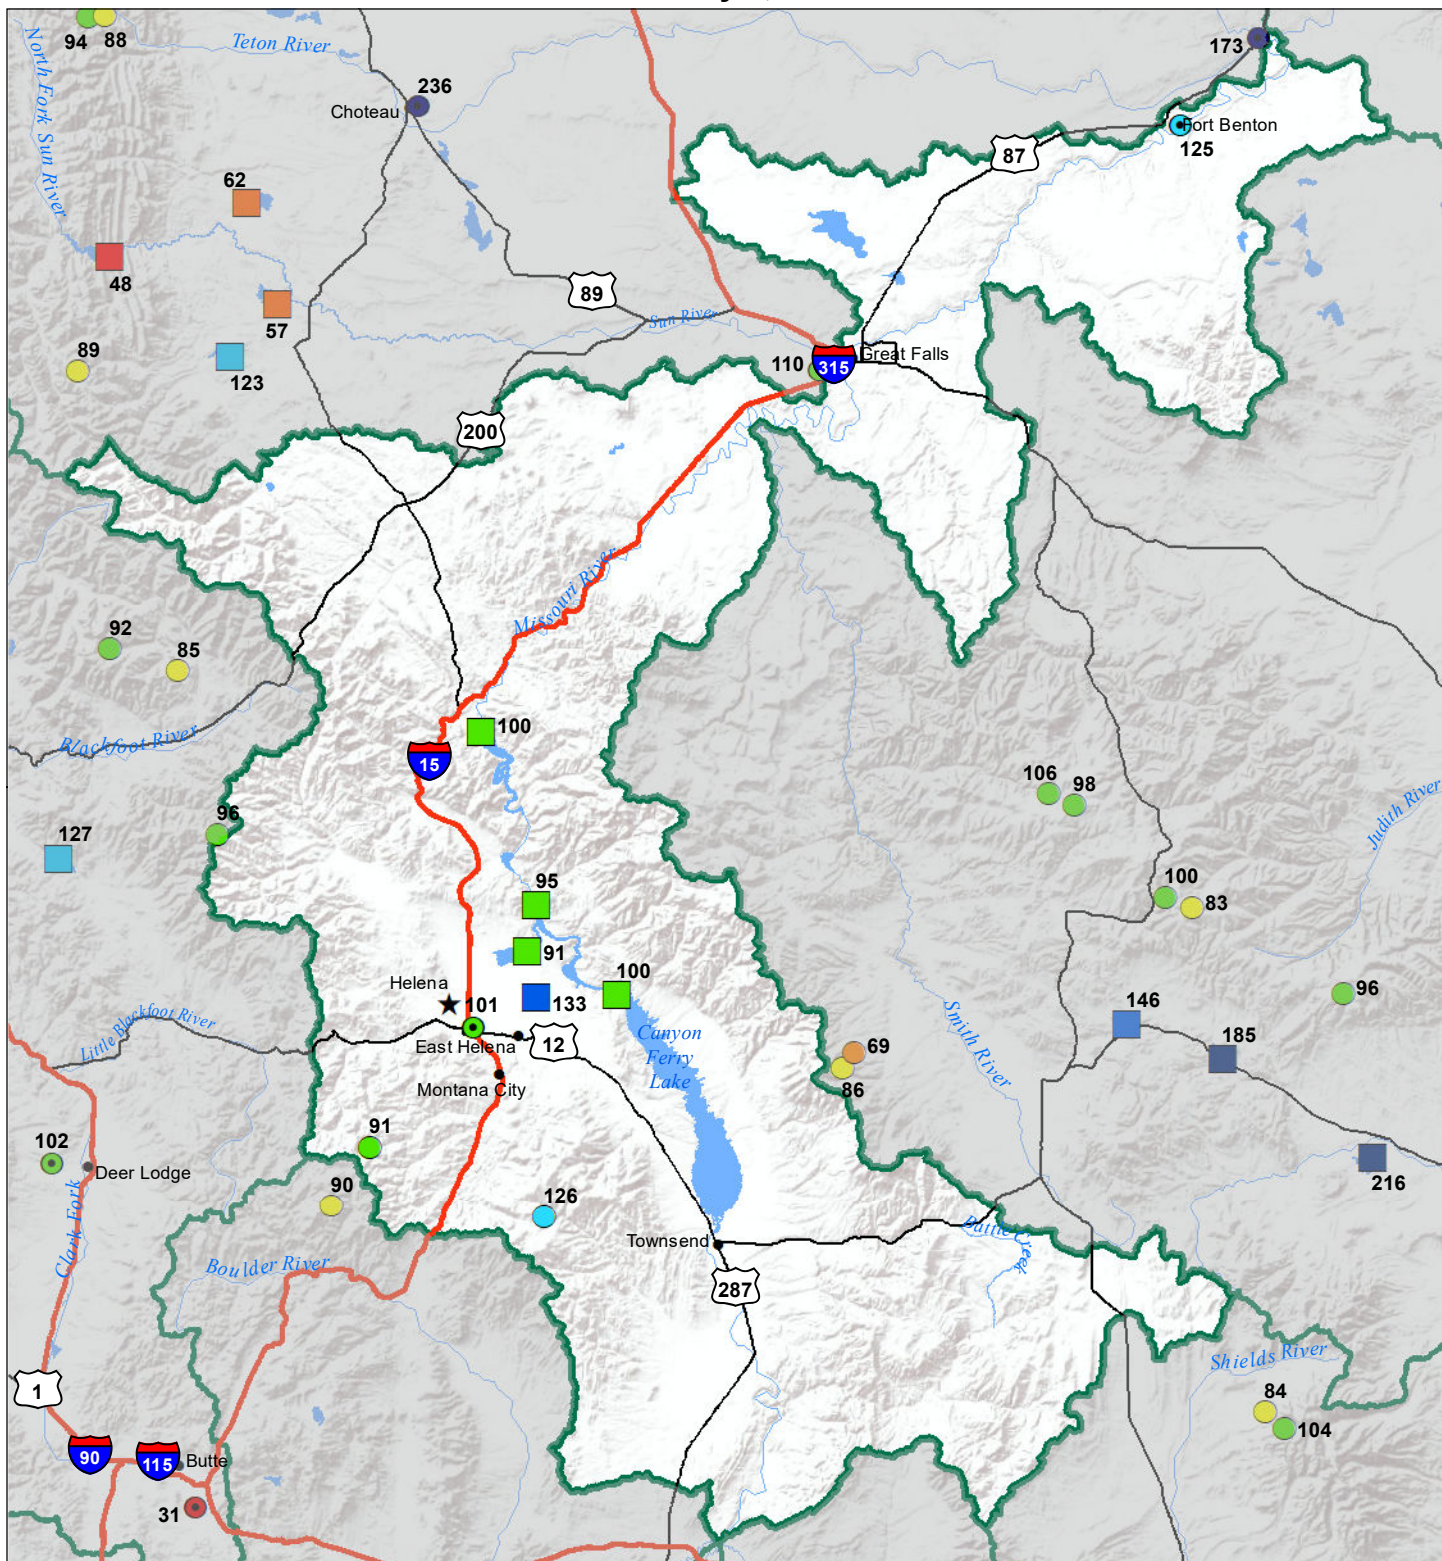 94
88
Teton River
North Fork Sun River
236
Choteau
173
Fort Benton
125
87
62
48
57
89
Sun River
89
123
110
315
Great Falls
200
Missouri River
92
85
Blackfoot River
100
15
106
98
Judith River
96
127
95
100
83
91
100
Helena
101
133
96
146
Little Blackfoot River
East Helena
12
Canyon
Ferry
Lake
Smith River
185
69
86
Montana City
91
102
Deer Lodge
216
90
126
Clark Fork
Townsend
Battle Creek
Boulder River
287
Shields River
1
84
104
90
115
Butte
31